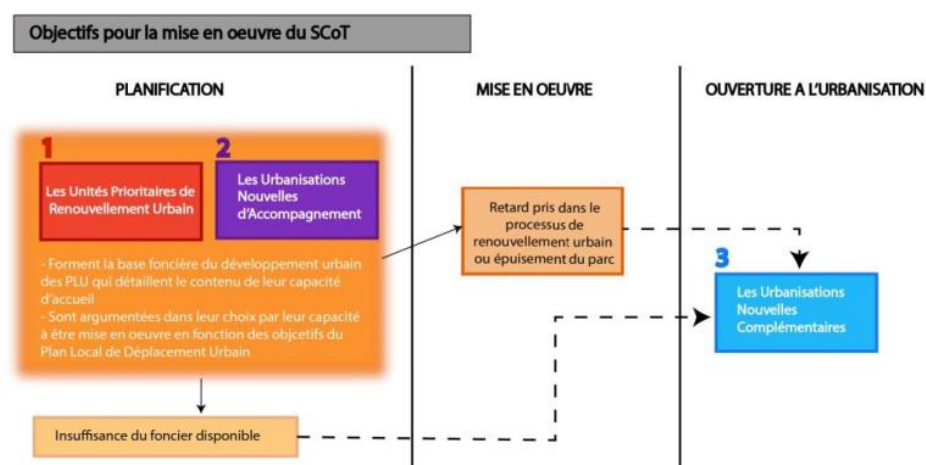 Objectifs pour la mise en oeuvre du SCoT
PLANIFICATION
MISE EN OEUVRE
OUVERTURE A L'URBANISATION
1
Les Unités Prioritaires de
Renouvellement Urbain
2
Les Urbanisations
Nouvelles
d'Accompagnement
- Forment la base foncière du développement urbain
des PLU qui détaillent le contenu de leur capacité
d'accueil
- Sont argumentées dans leur choix par leur capacité
à être mise en oeuvre en fonction des objcetifs du
Plan Local de Déplacement Urbain
Insuffisance du foncier disponible
Retard pris dans le
processus de
renouvellement urbain
ou épuisement du parc
3
Les Urbanisations
Nouvelles
Complémentaires